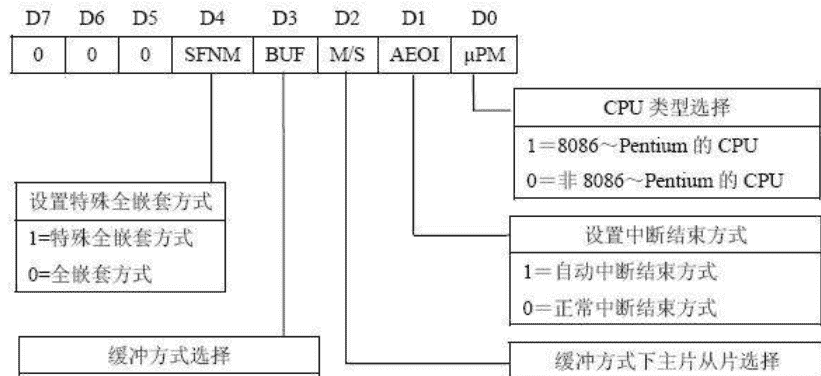 D7 D6 D5 D4 D3 D2 D1 D0
0 0 0 SFNM BUF M/S AEOI μPM
CPU 类型选择
1＝8086～Pentium 的 CPU
0＝非 8086～Pentium 的 CPU
设置特殊全嵌套方式
1=特殊全嵌套方式
0=全嵌套方式
设置中断结束方式
1＝自动中断结束方式
0＝正常中断结束方式
缓冲方式选择
缓冲方式下主片从片选择